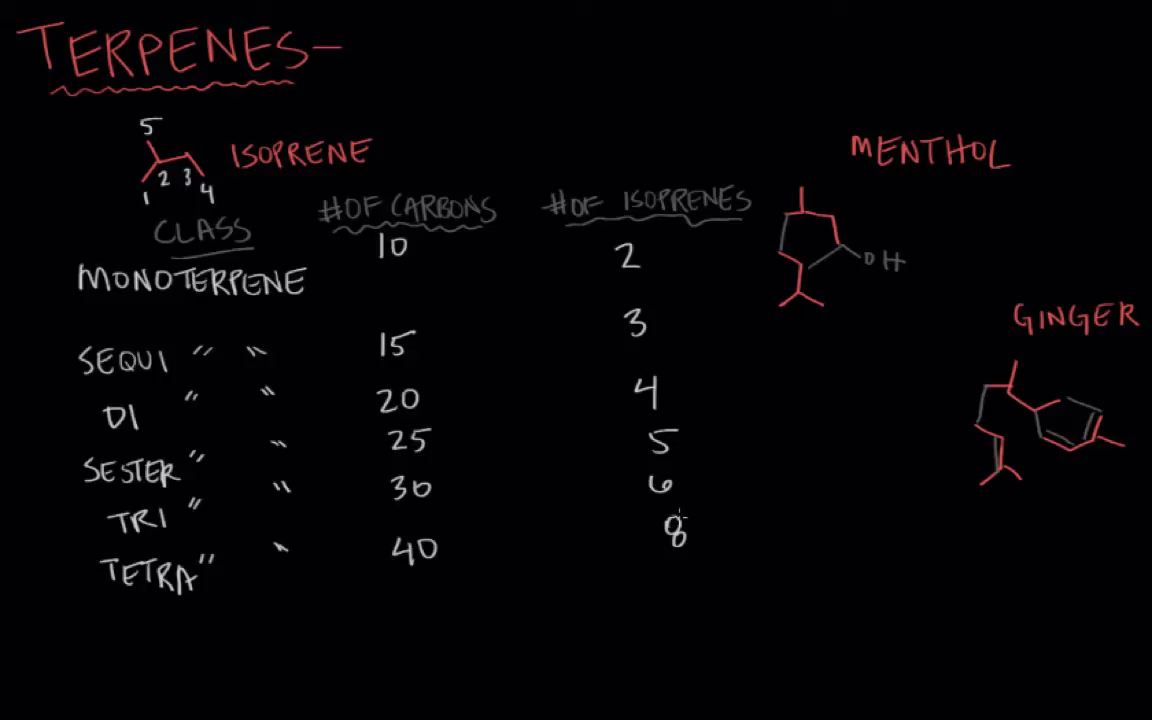 TERPENES—
5
ISOPRENE
1 2 3 4
MENTHOL
CLASS #OF CARBONS #OF ISOPRENES
MONOTERPENE 10 2
OH
GINGER
SEQUI " " 15 3
DI " " 20 4
SESTER " " 25 5
TRI " " 30 6
TETRA " " 40 8